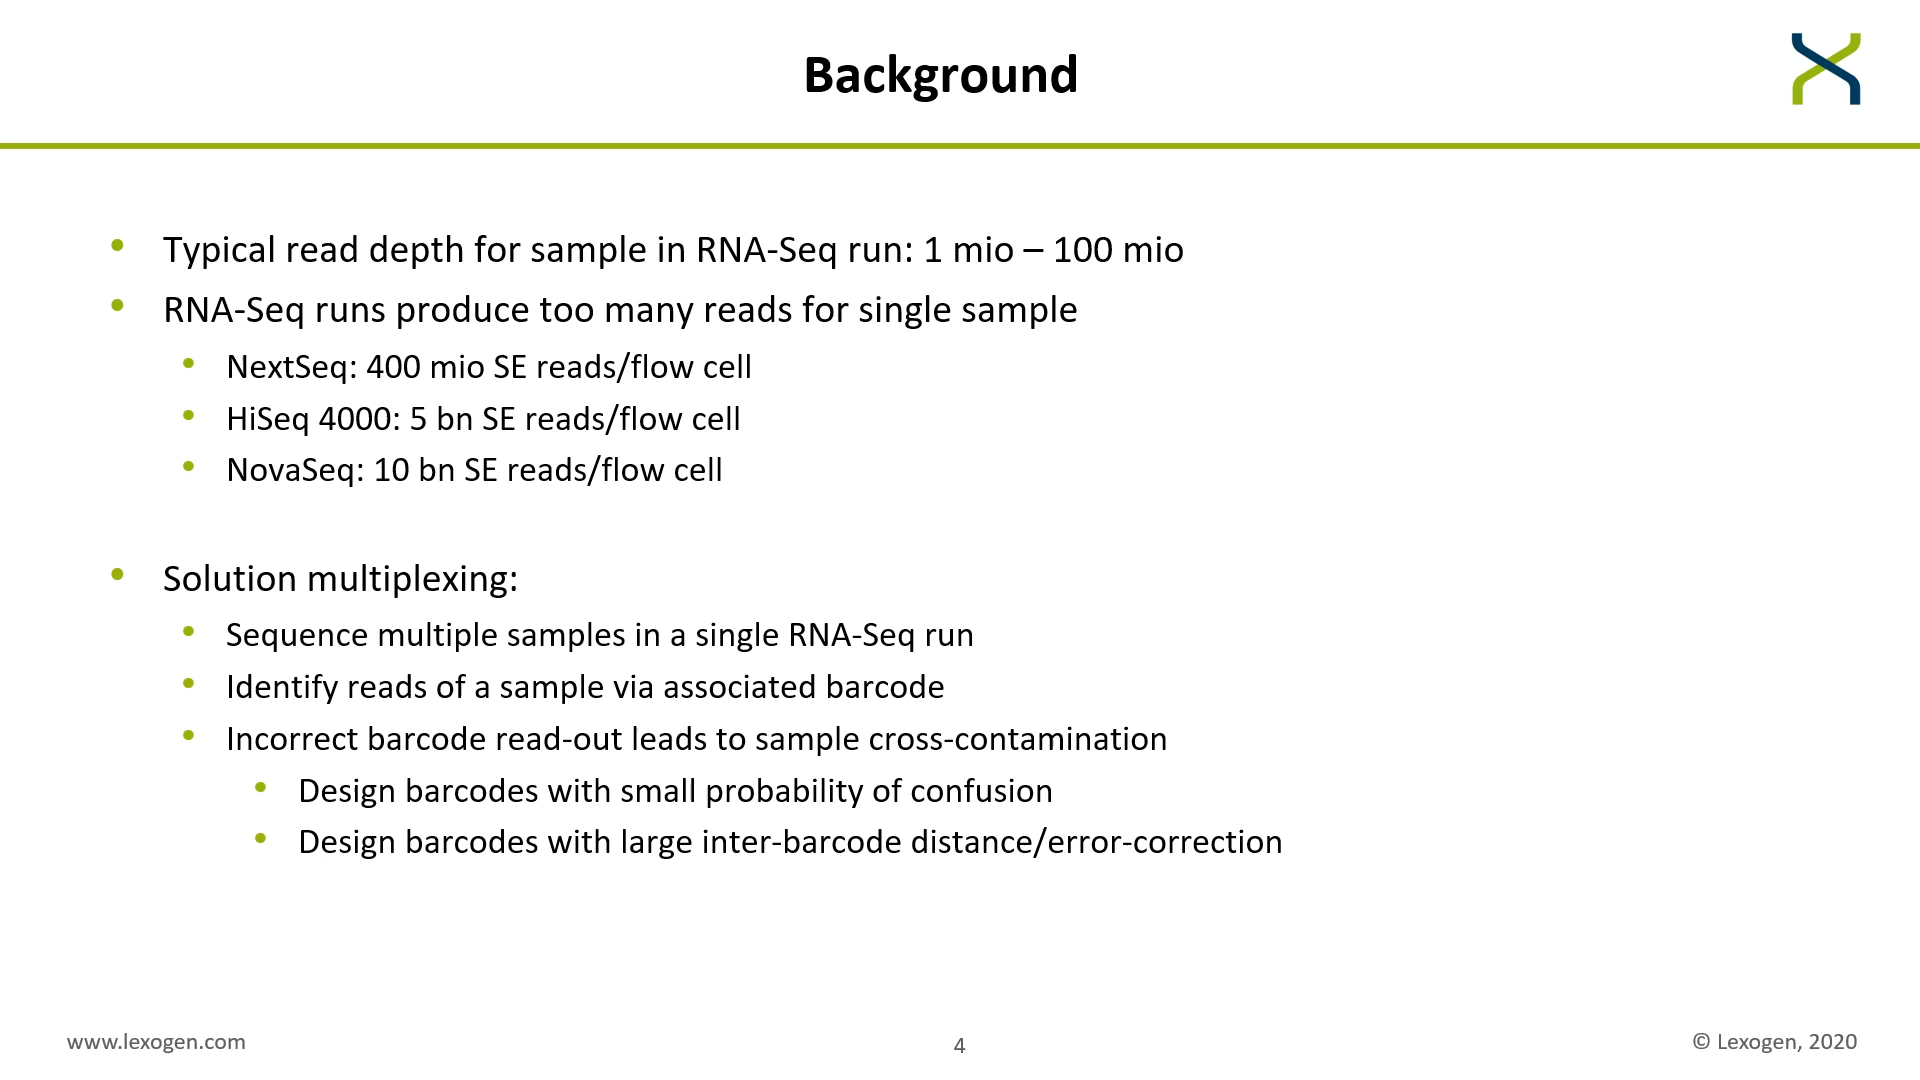 Background
• Typical read depth for sample in RNA-Seq run: 1 mio – 100 mio
• RNA-Seq runs produce too many reads for single sample
• NextSeq: 400 mio SE reads/flow cell
• HiSeq 4000: 5 bn SE reads/flow cell
• NovaSeq: 10 bn SE reads/flow cell
• Solution multiplexing:
• Sequence multiple samples in a single RNA-Seq run
• Identify reads of a sample via associated barcode
• Incorrect barcode read-out leads to sample cross-contamination
• Design barcodes with small probability of confusion
• Design barcodes with large inter-barcode distance/error-correction
www.lexogen.com
4
© Lexogen, 2020